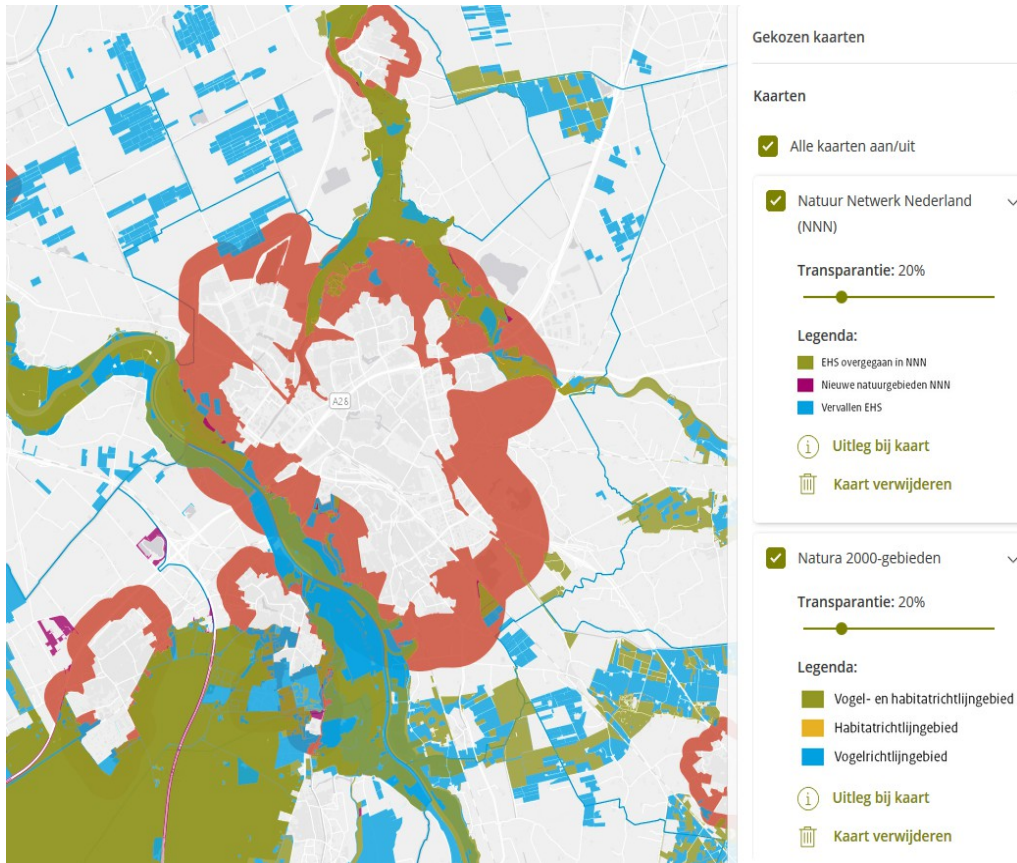 Gekozen kaarten
Kaarten
Alle kaarten aan/uit
Natuur Netwerk Nederland
(NNN)
Transparantie: 20%
Legenda:
EHS overgegaan in NNN
Nieuwe natuurgebieden NNN
Vervallen EHS
Uitleg bij kaart
Kaart verwijderen
Natura 2000-gebieden
Transparantie: 20%
Legenda:
Vogel- en habitatrichtlijngebied
Habitatrichtlijngebied
Vogelrichtlijngebied
Uitleg bij kaart
Kaart verwijderen